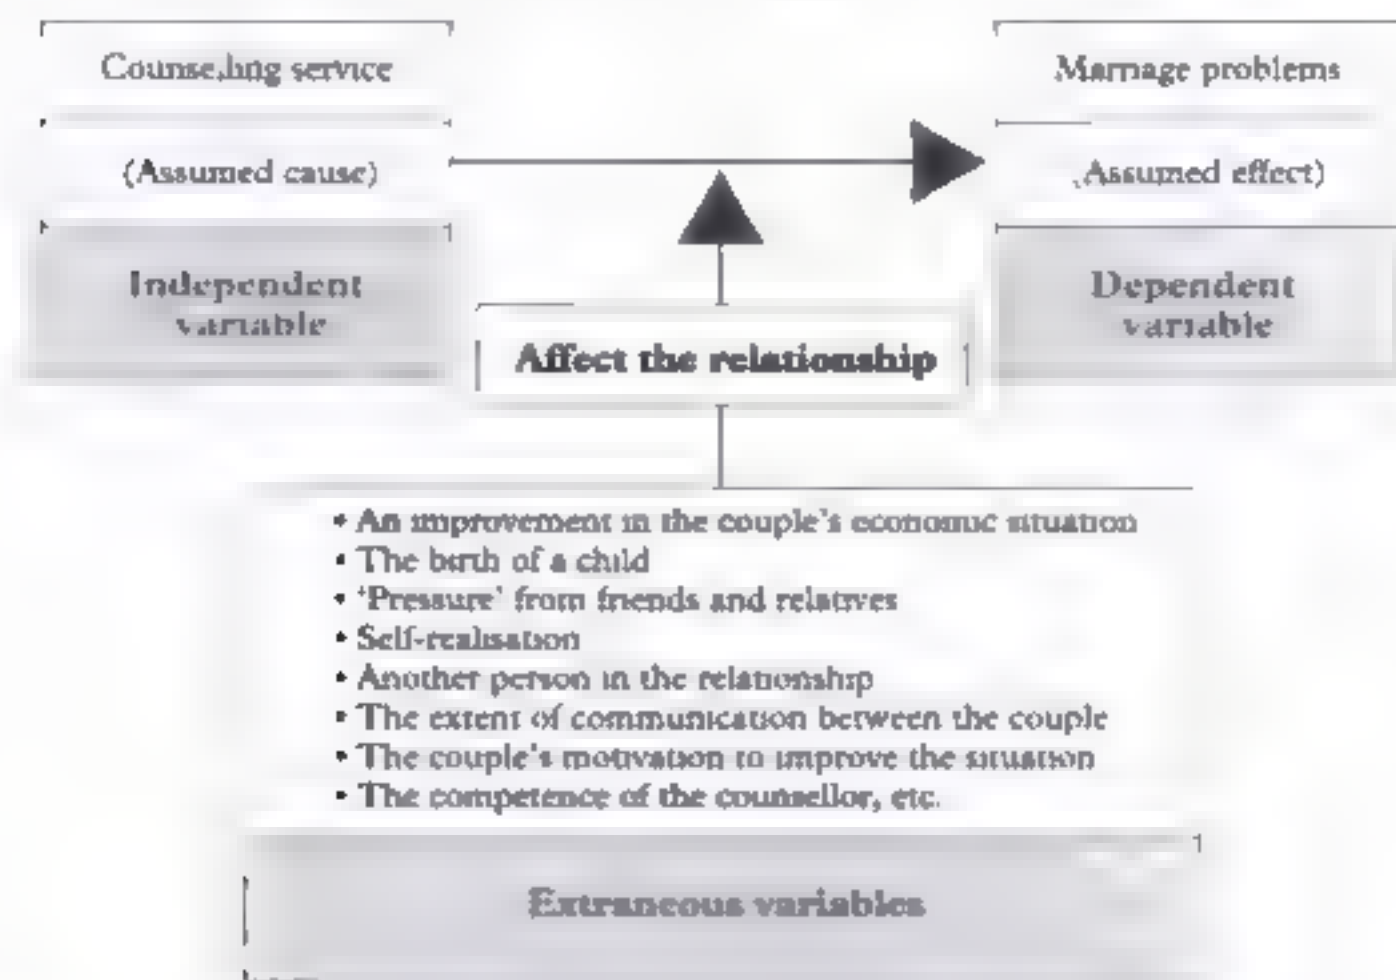 Counseling service
(Assumed cause)
Independent
variable
Marriage problems
(Assumed effect)
Dependent
variable
Affect the relationship
• An improvement in the couple's economic situation
• The birth of a child
• 'Pressure' from friends and relatives
• Self-realisation
• Another person in the relationship
• The extent of communication between the couple
• The couple's motivation to improve the situation
• The competence of the counsellor, etc.
Extraneous variables